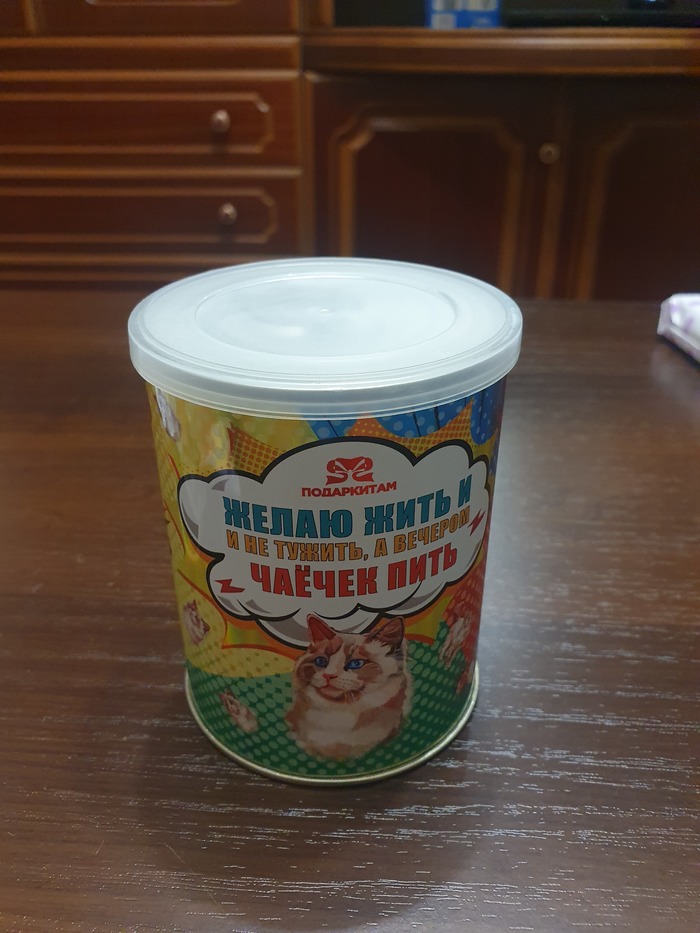 ПОДАРКИТАМ
ЖЕЛАЮ ЖИТЬ И
И НЕ ТУЖИТЬ, А ВЕЧЕРОМ
ЧАЁЧЕК ПИТЬ